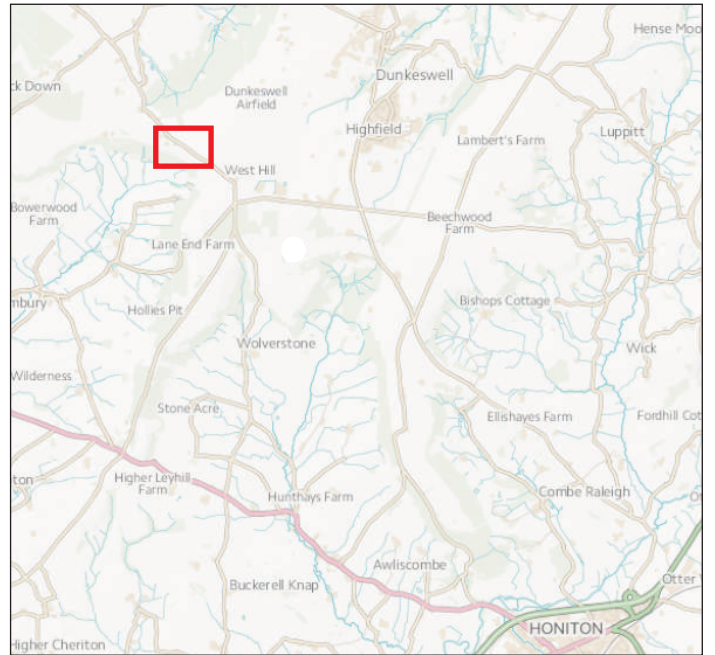 Hense Moo
ck Down
Dunkeswell
Dunkeswell
Airfield
Highfield
Luppitt
Lambert's Farm
West Hill
Bowerwood
Farm
Beechwood
Farm
Lane End Farm
mbury
Hollies Pit
Bishops Cottage
Wolverstone
Wick
Wilderness
Stone Acre
Ellishayes Farm
Fordhill Cot
ton
Higher Leyhill
Farm
Hunthays Farm
Combe Raleigh
Ot
Awliscombe
Buckerell Knap
Otter
HONITON
Higher Cheriton